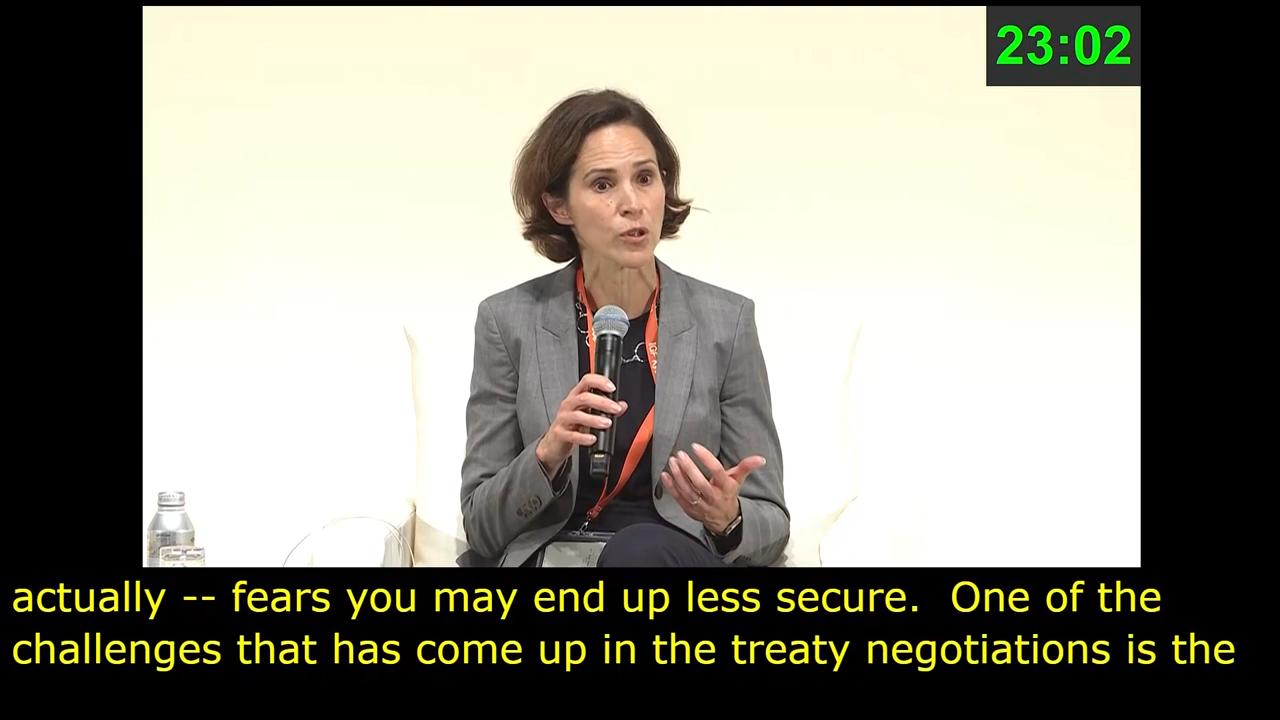 23:02
IGF
actually -- fears you may end up less secure.  One of the
challenges that has come up in the treaty negotiations is the